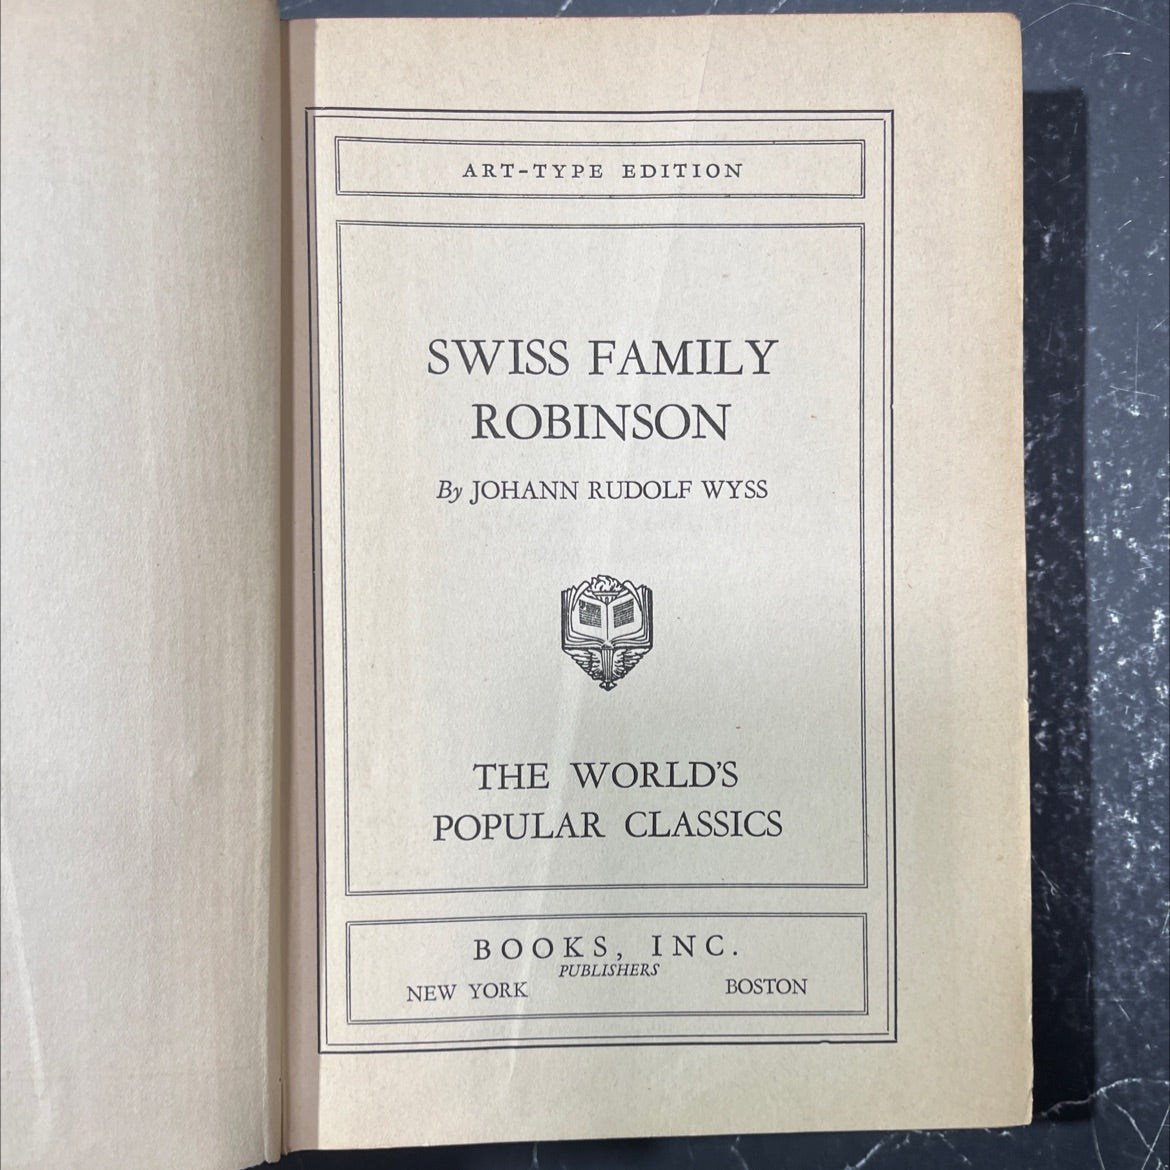 ART-TYPE EDITION
SWISS FAMILY
ROBINSON
By JOHANN RUDOLF WYSS
THE WORLD'S
POPULAR CLASSICS
BOOKS, INC.
PUBLISHERS
NEW YORK BOSTON